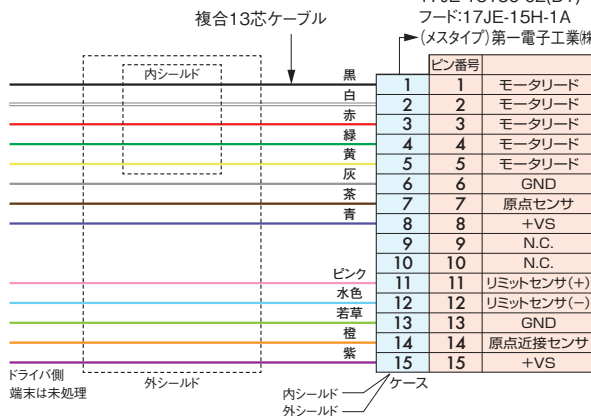 フード:17JE-15H-1A
(メスタイプ)第一電子工業㈱
複合13芯ケーブル
内シールド
ピン番号
黒 1 1 モータリード
白 2 2 モータリード
赤 3 3 モータリード
緑 4 4 モータリード
黄 5 5 モータリード
灰 6 6 GND
茶 7 7 原点センサ
青 8 8 +VS
9 9 N.C.
10 10 N.C.
ピンク 11 11 リミットセンサ(+)
水色 12 12 リミットセンサ(−)
若草 13 13 GND
橙 14 14 原点近接センサ
紫 15 15 +VS
ドライバ側
端末は未処理
外シールド
ケース
内シールド
外シールド